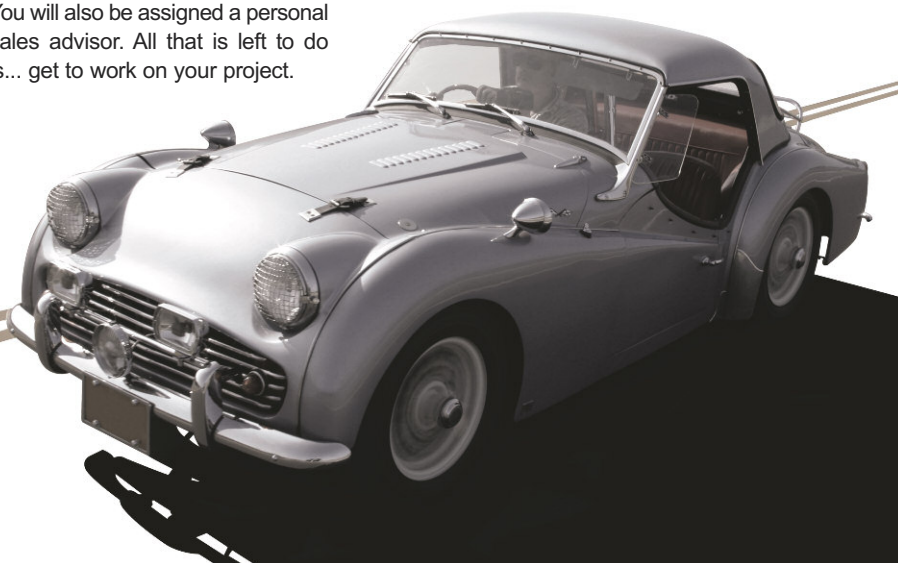 You will also be assigned a personal
ales advisor. All that is left to do
s... get to work on your project.